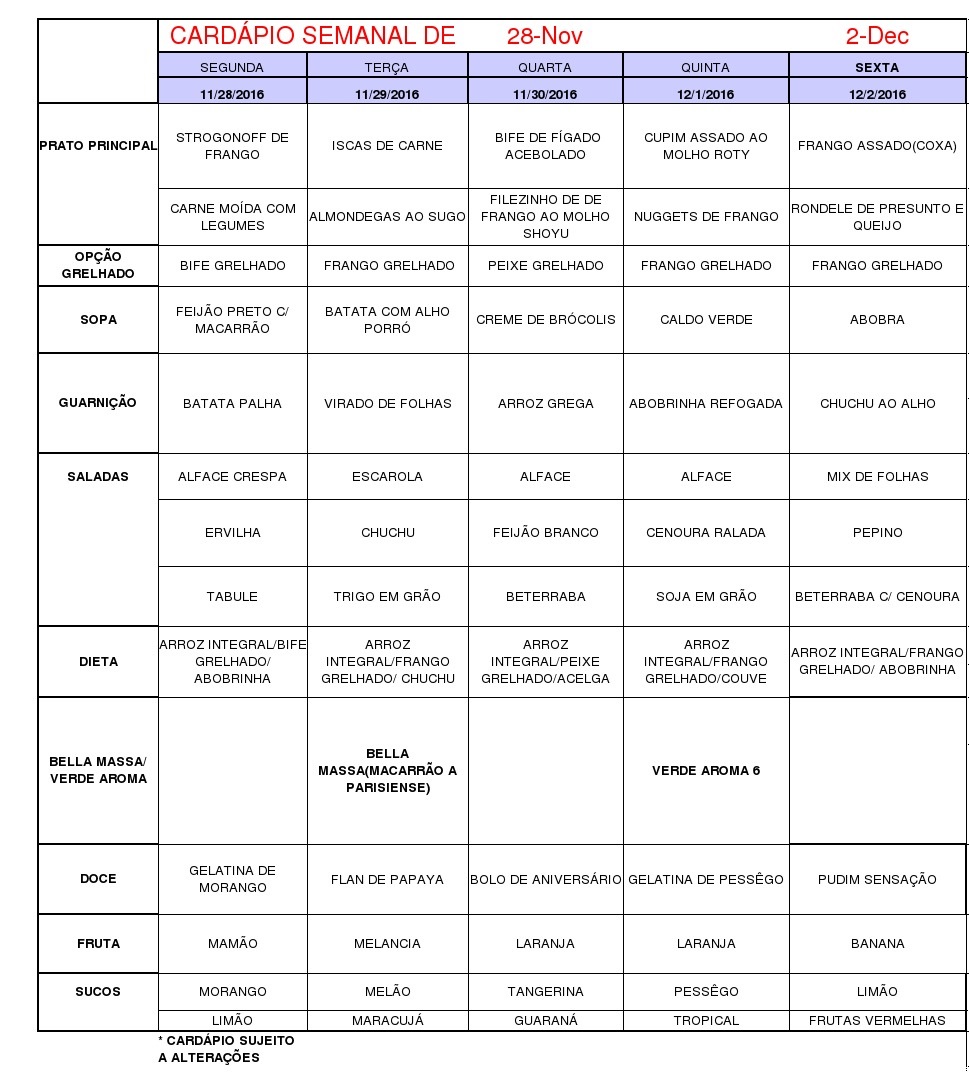 CARDÁPIO SEMANAL DE 28-Nov 2-Dec
SEGUNDA TERÇA QUARTA QUINTA SEXTA
11/28/2016 11/29/2016 11/30/2016 12/1/2016 12/2/2016
PRATO PRINCIPAL
STROGONOFF DE
FRANGO
ISCAS DE CARNE
BIFE DE FÍGADO
ACEBOLADO
CUPIM ASSADO AO
MOLHO ROTY
FRANGO ASSADO(COXA)
CARNE MOÍDA COM
LEGUMES
ALMONDEGAS AO SUGO
FILEZINHO DE DE
FRANGO AO MOLHO
SHOYU
NUGGETS DE FRANGO
RONDELE DE PRESUNTO E
QUEIJO
OPÇÃO
GRELHADO
BIFE GRELHADO
FRANGO GRELHADO
PEIXE GRELHADO
FRANGO GRELHADO
FRANGO GRELHADO
SOPA
FEIJÃO PRETO C/
MACARRÃO
BATATA COM ALHO
PORRÓ
CREME DE BRÓCOLIS
CALDO VERDE
ABOBRA
GUARNIÇÃO
BATATA PALHA
VIRADO DE FOLHAS
ARROZ GREGA
ABOBRINHA REFOGADA
CHUCHU AO ALHO
SALADAS
ALFACE CRESPA
ESCAROLA
ALFACE
ALFACE
MIX DE FOLHAS
ERVILHA
CHUCHU
FEIJÃO BRANCO
CENOURA RALADA
PEPINO
TABULE
TRIGO EM GRÃO
BETERRABA
SOJA EM GRÃO
BETERRABA C/ CENOURA
DIETA
ARROZ INTEGRAL/BIFE
GRELHADO/
ABOBRINHA
ARROZ
INTEGRAL/FRANGO
GRELHADO/ CHUCHU
ARROZ
INTEGRAL/PEIXE
GRELHADO/ACELGA
ARROZ
INTEGRAL/FRANGO
GRELHADO/COUVE
ARROZ INTEGRAL/FRANGO
GRELHADO/ ABOBRINHA
BELLA MASSA/
VERDE AROMA
BELLA
MASSA(MACARRÃO A
PARISIENSE)
VERDE AROMA 6
DOCE
GELATINA DE
MORANGO
FLAN DE PAPAYA
BOLO DE ANIVERSÁRIO
GELATINA DE PESSÊGO
PUDIM SENSAÇÃO
FRUTA
MAMÃO
MELANCIA
LARANJA
LARANJA
BANANA
SUCOS
MORANGO
MELÃO
TANGERINA
PESSÊGO
LIMÃO
LIMÃO
MARACUJÁ
GUARANÁ
TROPICAL
FRUTAS VERMELHAS
* CARDÁPIO SUJEITO
A ALTERAÇÕES